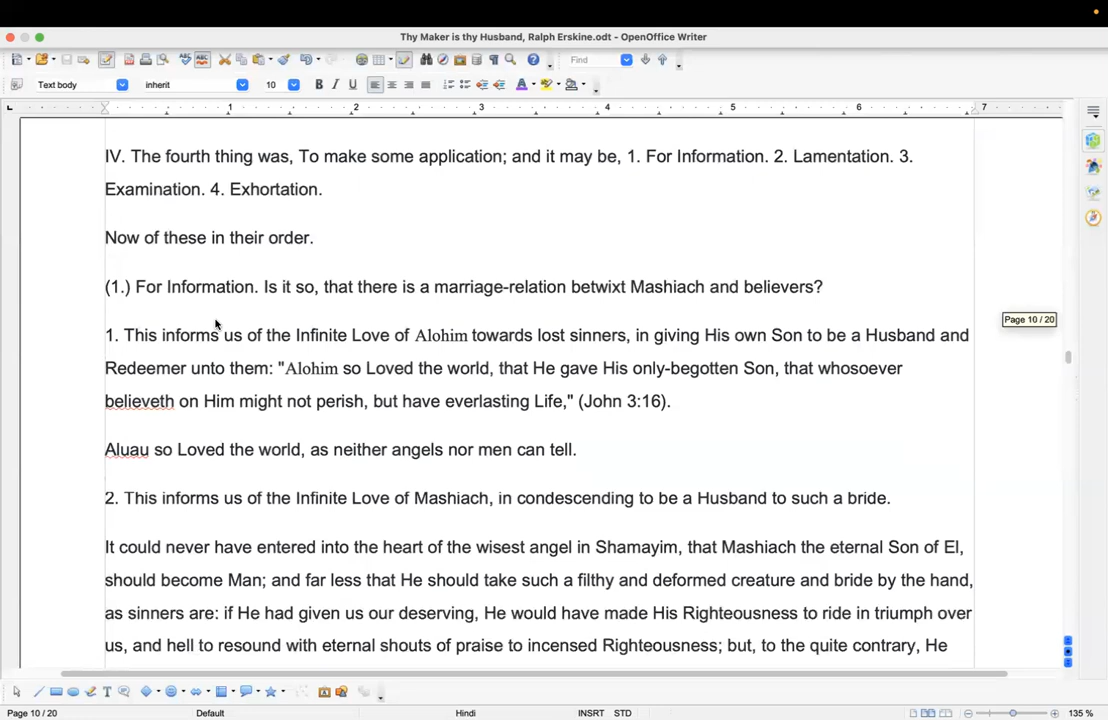 Thy Maker is thy Husband, Ralph Erskine.odt - OpenOffice Writer
Find
Text body
inherit
10
B I U
1 2 3 4 5 6 7
IV. The fourth thing was, To make some application; and it may be, 1. For Information. 2. Lamentation. 3.
Examination. 4. Exhortation.
Now of these in their order.
(1.) For Information. Is it so, that there is a marriage-relation betwixt Mashiach and believers?
Page 10 / 20
1. This informs us of the Infinite Love of Alohim towards lost sinners, in giving His own Son to be a Husband and
Redeemer unto them: "Alohim so Loved the world, that He gave His only-begotten Son, that whosoever
believeth on Him might not perish, but have everlasting Life," (John 3:16).
Aluau so Loved the world, as neither angels nor men can tell.
2. This informs us of the Infinite Love of Mashiach, in condescending to be a Husband to such a bride.
It could never have entered into the heart of the wisest angel in Shamayim, that Mashiach the eternal Son of El,
should become Man; and far less that He should take such a filthy and deformed creature and bride by the hand,
as sinners are: if He had given us our deserving, He would have made His Righteousness to ride in triumph over
us, and hell to resound with eternal shouts of praise to incensed Righteousness; but, to the quite contrary, He
Page 10 / 20
Default
Hindi
INSRT STD
135 %